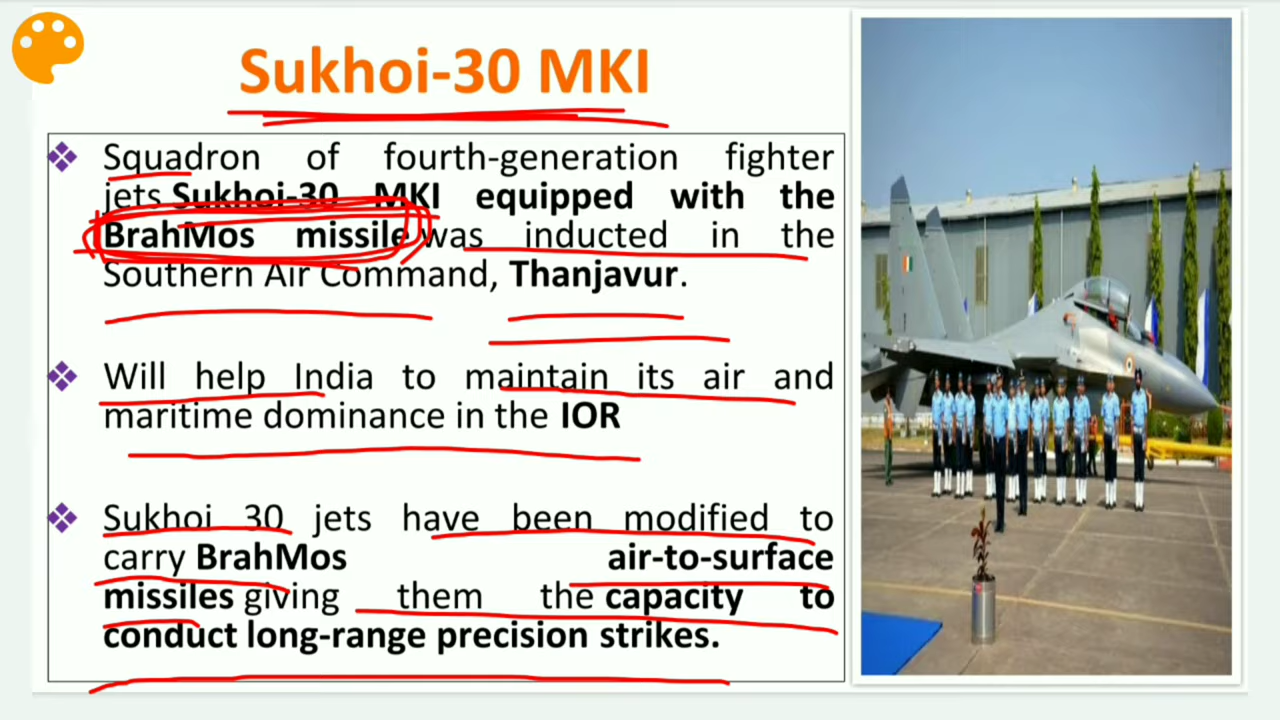 Sukhoi-30 MKI
Squadron of fourth-generation fighter
jets Sukhoi-30 MKI equipped with the
BrahMos missile was inducted in the
Southern Air Command, Thanjavur.
Will help India to maintain its air and
maritime dominance in the IOR
Sukhoi 30 jets have been modified to
carry BrahMos air-to-surface
missiles giving them the capacity to
conduct long-range precision strikes.